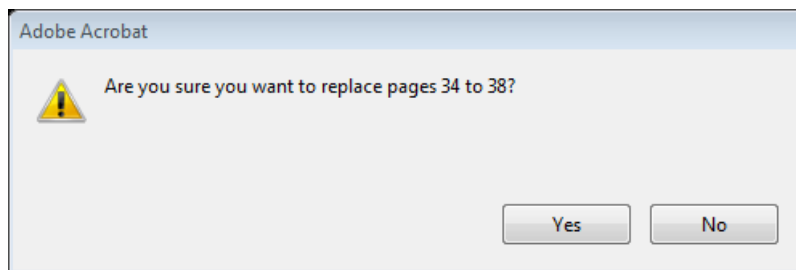 Adobe Acrobat
Are you sure you want to replace pages 34 to 38?
Yes No